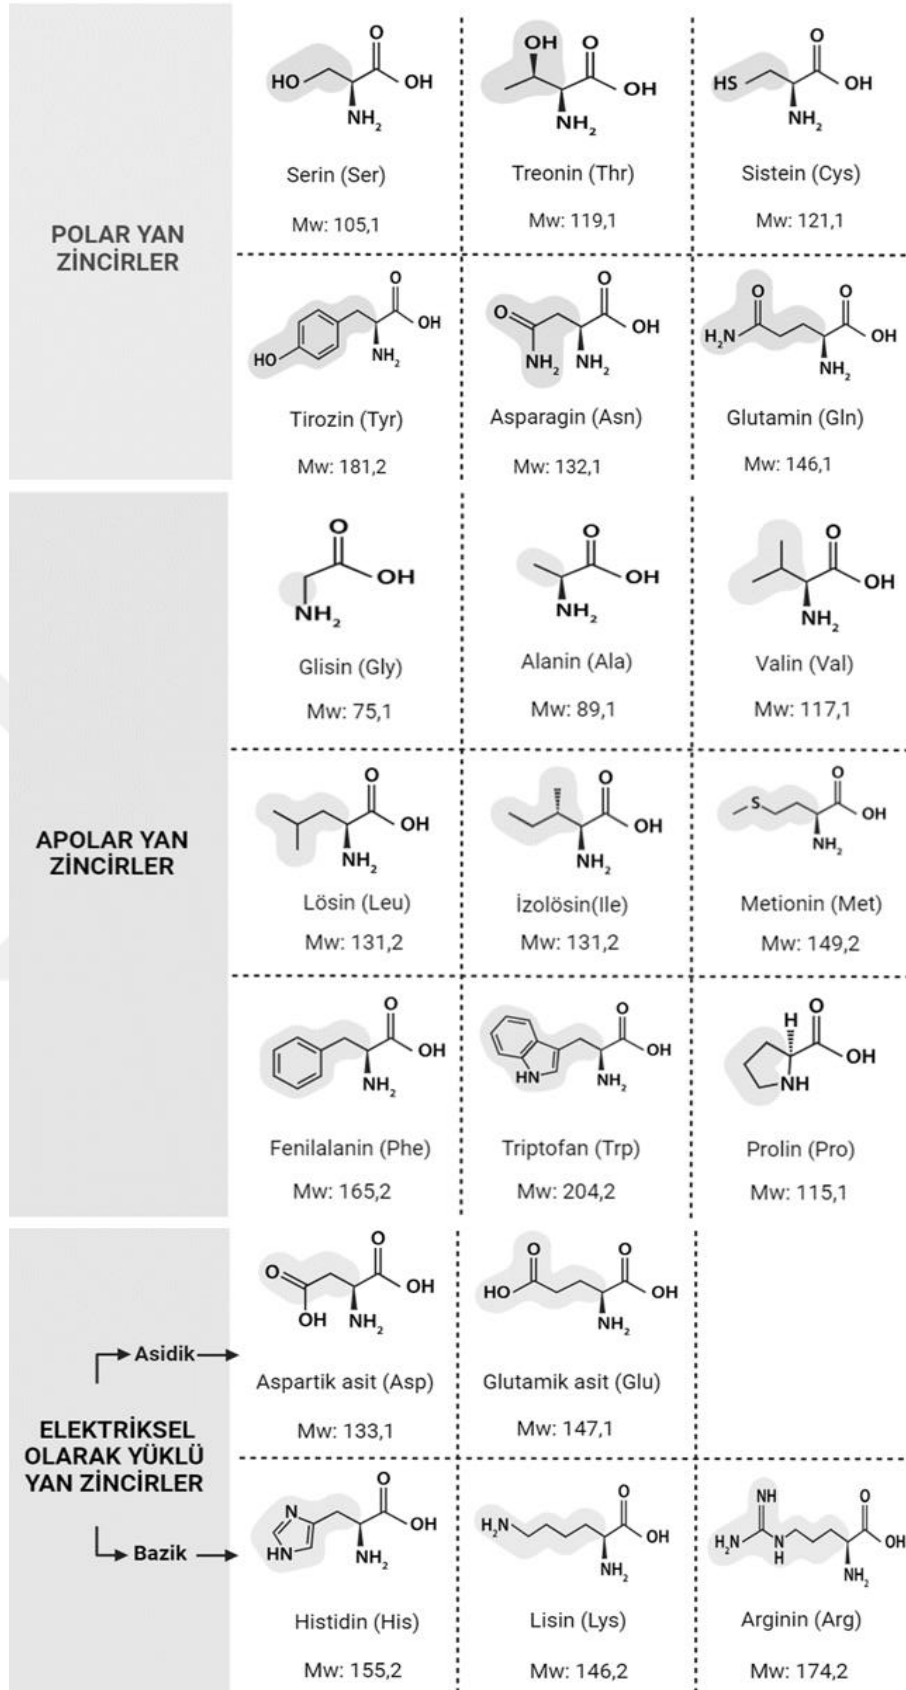 POLAR YAN
ZİNCİRLER
O
HO
OH
NH2
Serin (Ser)
Mw: 105,1
OH
O
OH
NH2
Treonin (Thr)
Mw: 119,1
O
HS
OH
NH2
Sistein (Cys)
Mw: 121,1
O
OH
HO
NH2
Tirozin (Tyr)
Mw: 181,2
O
O
OH
NH2
NH2
Asparagin (Asn)
Mw: 132,1
O
O
H2N
OH
NH2
Glutamin (Gln)
Mw: 146,1
APOLAR YAN
ZİNCİRLER
O
OH
NH2
Glisin (Gly)
Mw: 75,1
O
OH
NH2
Alanin (Ala)
Mw: 89,1
O
OH
NH2
Valin (Val)
Mw: 117,1
O
OH
NH2
Lösin (Leu)
Mw: 131,2
O
OH
NH2
İzolösin(Ile)
Mw: 131,2
O
S
OH
NH2
Metionin (Met)
Mw: 149,2
O
OH
NH2
Fenilalanin (Phe)
Mw: 165,2
O
OH
HN
NH2
Triptofan (Trp)
Mw: 204,2
O
H
OH
NH
Prolin (Pro)
Mw: 115,1
ELEKTRİKSEL
OLARAK YÜKLÜ
YAN ZİNCİRLER
Asidik
O
O
OH
OH
NH2
Aspartik asit (Asp)
Mw: 133,1
O
O
HO
OH
NH2
Glutamik asit (Glu)
Mw: 147,1
Bazik
O
N
OH
HN
NH2
Histidin (His)
Mw: 155,2
O
H2N
OH
NH2
Lisin (Lys)
Mw: 146,2
NH
O
H2N
N
H
OH
NH2
Arginin (Arg)
Mw: 174,2